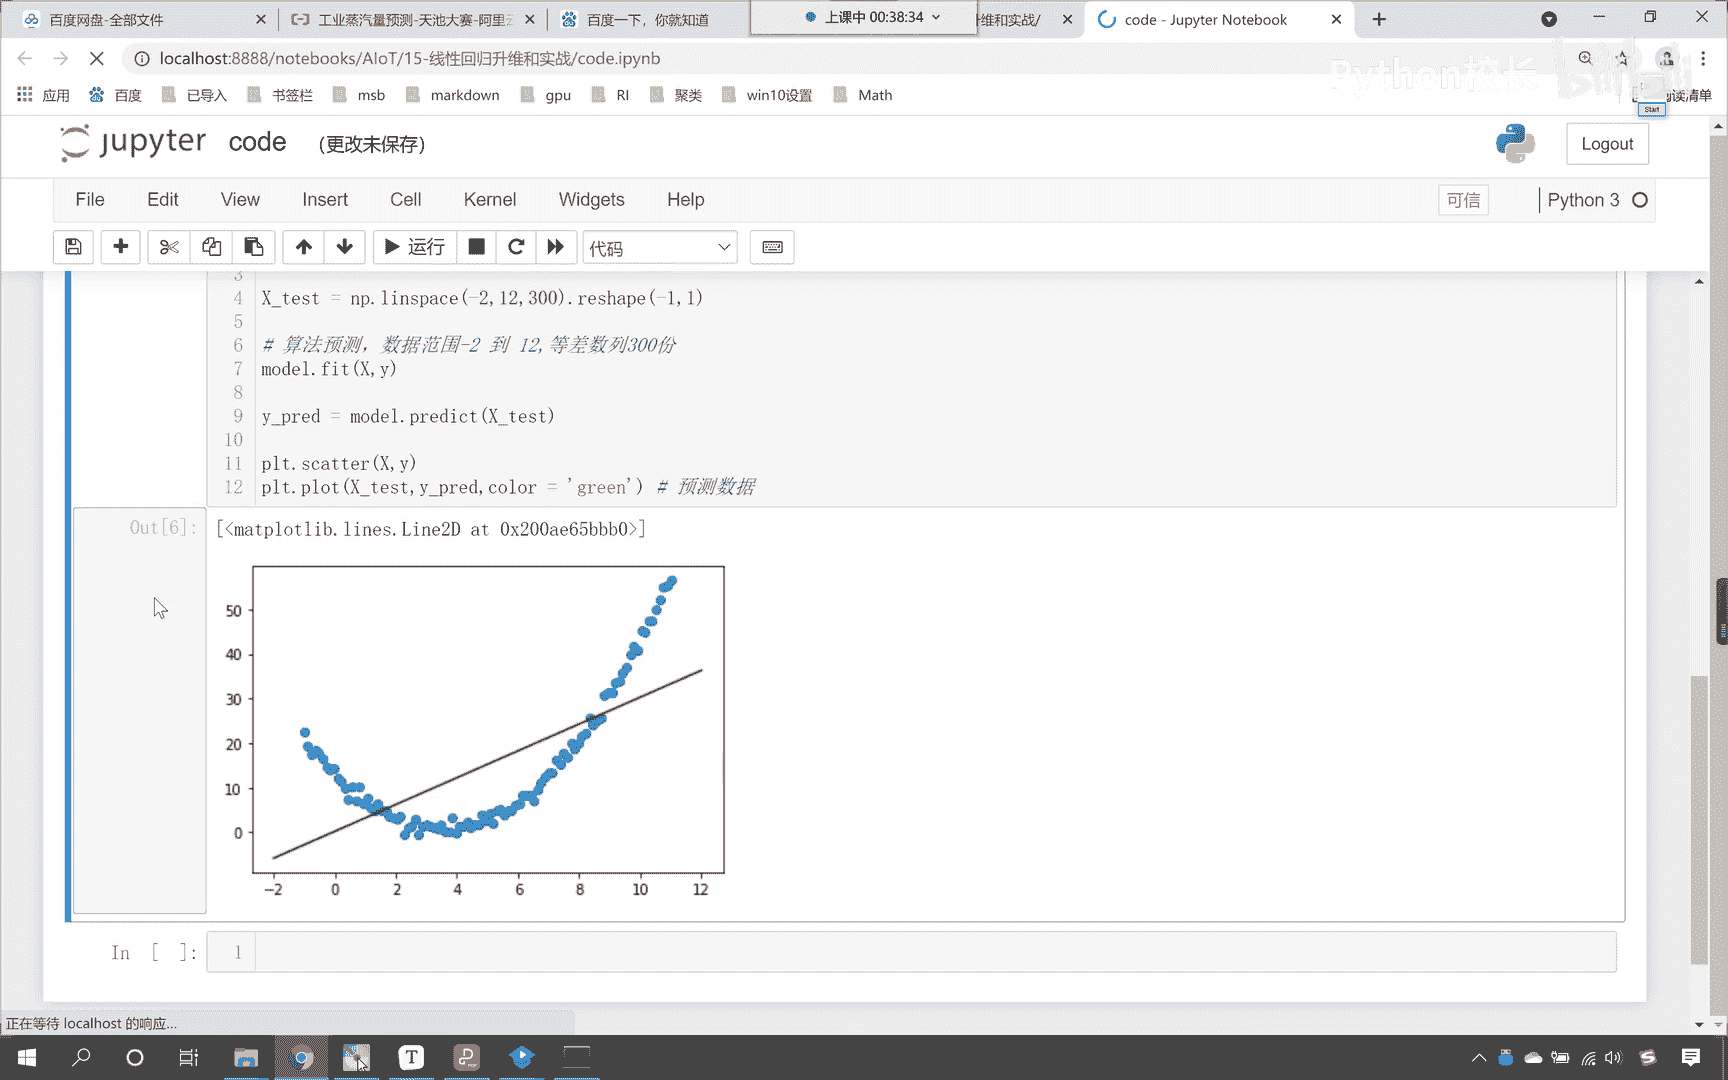 百度网盘-全部文件
工业蒸汽量预测-天池大赛-阿里云
百度一下，你就知道
上课中 00:38:34
维和实战/
code - Jupyter Notebook
localhost:8888/notebooks/AIoT/15-线性回归升维和实战/code.ipynb
Python校长
应用
百度
已导入
书签栏
msb
markdown
gpu
RI
聚类
win10设置
Math
阅读清单
Start
jupyter
code
(更改未保存)
Logout
File
Edit
View
Insert
Cell
Kernel
Widgets
Help
可信
Python 3
运行
代码
3
4 X_test = np.linspace(-2,12,300).reshape(-1,1)
5
6 # 算法预测，数据范围-2 到 12,等差数列300份
7 model.fit(X,y)
8
9 y_pred = model.predict(X_test)
10
11 plt.scatter(X,y)
12 plt.plot(X_test,y_pred,color = 'green') # 预测数据
Out[6]: [<matplotlib.lines.Line2D at 0x200ae65bbb0>]
50
40
30
20
10
0
-2 0 2 4 6 8 10 12
In [ ]: 1
正在等待 localhost 的响应...